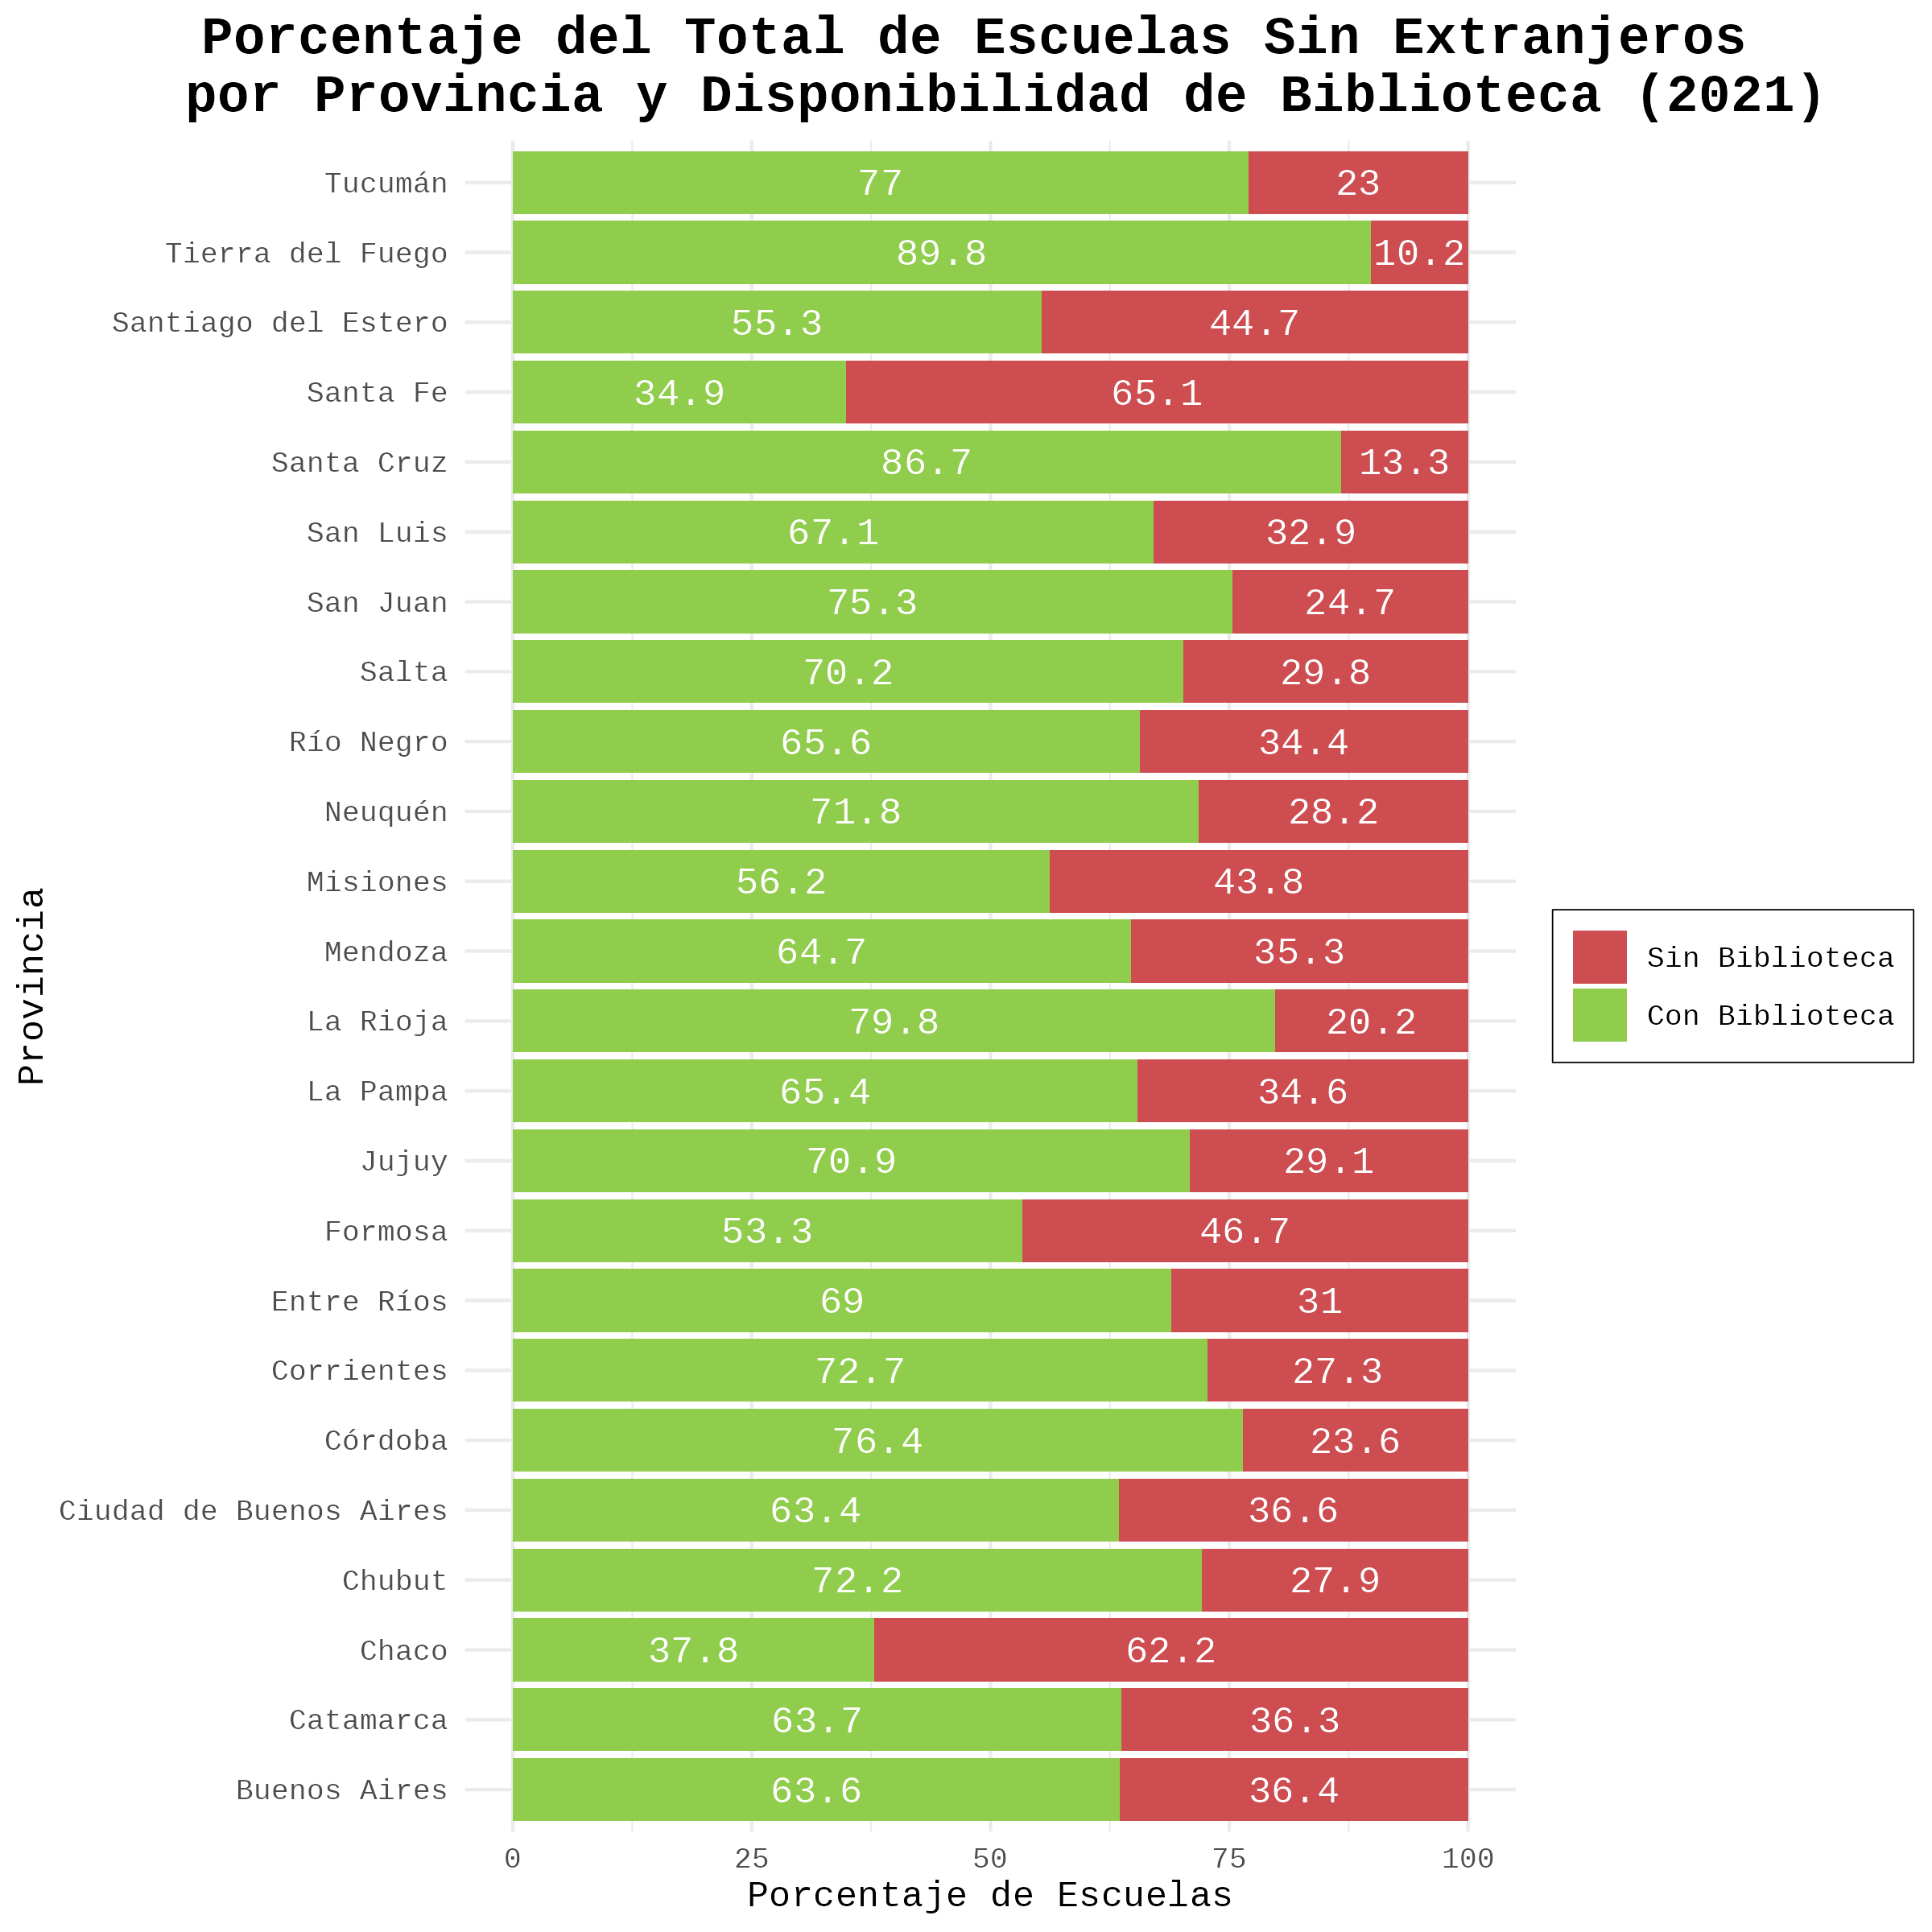 Porcentaje del Total de Escuelas Sin Extranjeros
por Provincia y Disponibilidad de Biblioteca (2021)
Tucumán 77 23
Tierra del Fuego 89.8 10.2
Santiago del Estero 55.3 44.7
Santa Fe 34.9 65.1
Santa Cruz 86.7 13.3
San Luis 67.1 32.9
San Juan 75.3 24.7
Salta 70.2 29.8
Río Negro 65.6 34.4
Neuquén 71.8 28.2
Misiones 56.2 43.8
Mendoza 64.7 35.3
La Rioja 79.8 20.2
La Pampa 65.4 34.6
Jujuy 70.9 29.1
Formosa 53.3 46.7
Entre Ríos 69 31
Corrientes 72.7 27.3
Córdoba 76.4 23.6
Ciudad de Buenos Aires 63.4 36.6
Chubut 72.2 27.9
Chaco 37.8 62.2
Catamarca 63.7 36.3
Buenos Aires 63.6 36.4
0 25 50 75 100
Porcentaje de Escuelas
Provincia
Sin Biblioteca
Con Biblioteca